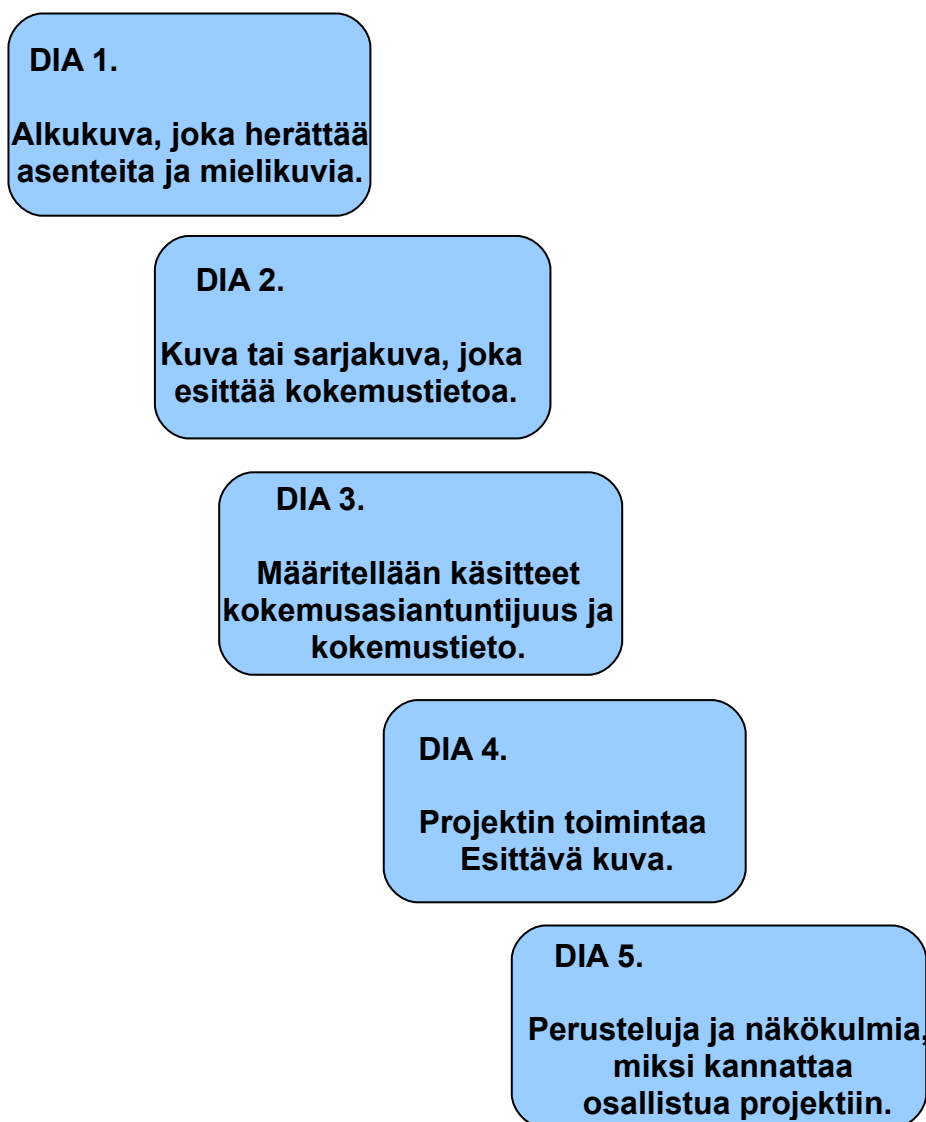 DIA 1.
Alkukuva, joka herättää
asenteita ja mielikuvia.
DIA 2.
Kuva tai sarjakuva, joka
esittää kokemustietoa.
DIA 3.
Määritellään käsitteet
kokemusasiantuntijuus ja
kokemustieto.
DIA 4.
Projektin toimintaa
Esittävä kuva.
DIA 5.
Perusteluja ja näkökulmia,
miksi kannattaa
osallistua projektiin.